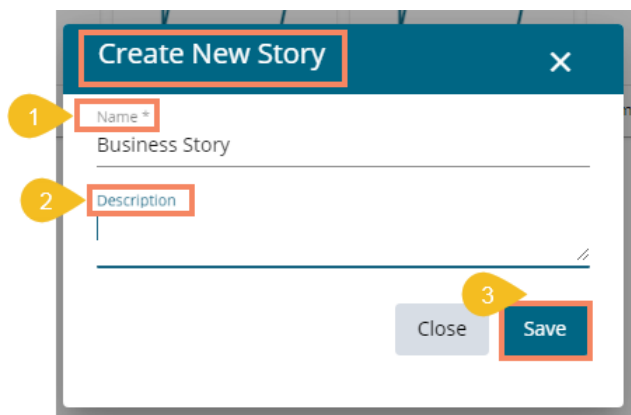 Create New Story
×
1
Name *
Business Story
2
Description
3
Close
Save